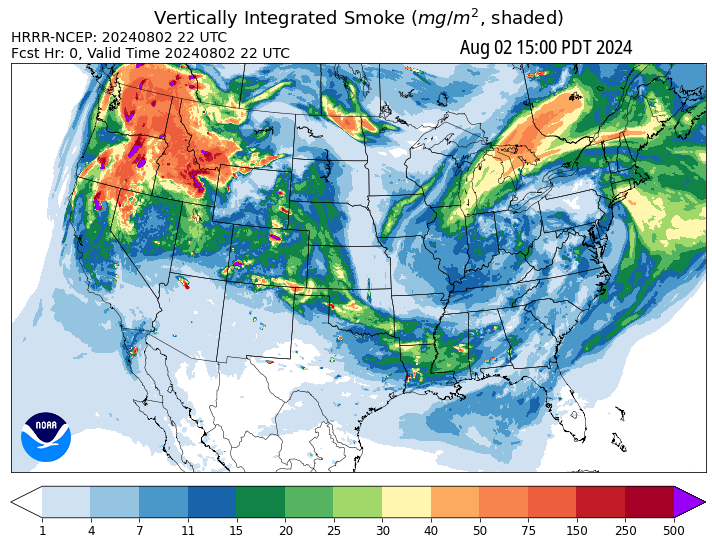 Vertically Integrated Smoke (mg/m², shaded)
HRRR-NCEP: 20240802 22 UTC
Fcst Hr: 0, Valid Time 20240802 22 UTC
Aug 02 15:00 PDT 2024
NOAA
1 4 7 11 15 20 25 30 40 50 75 150 250 500